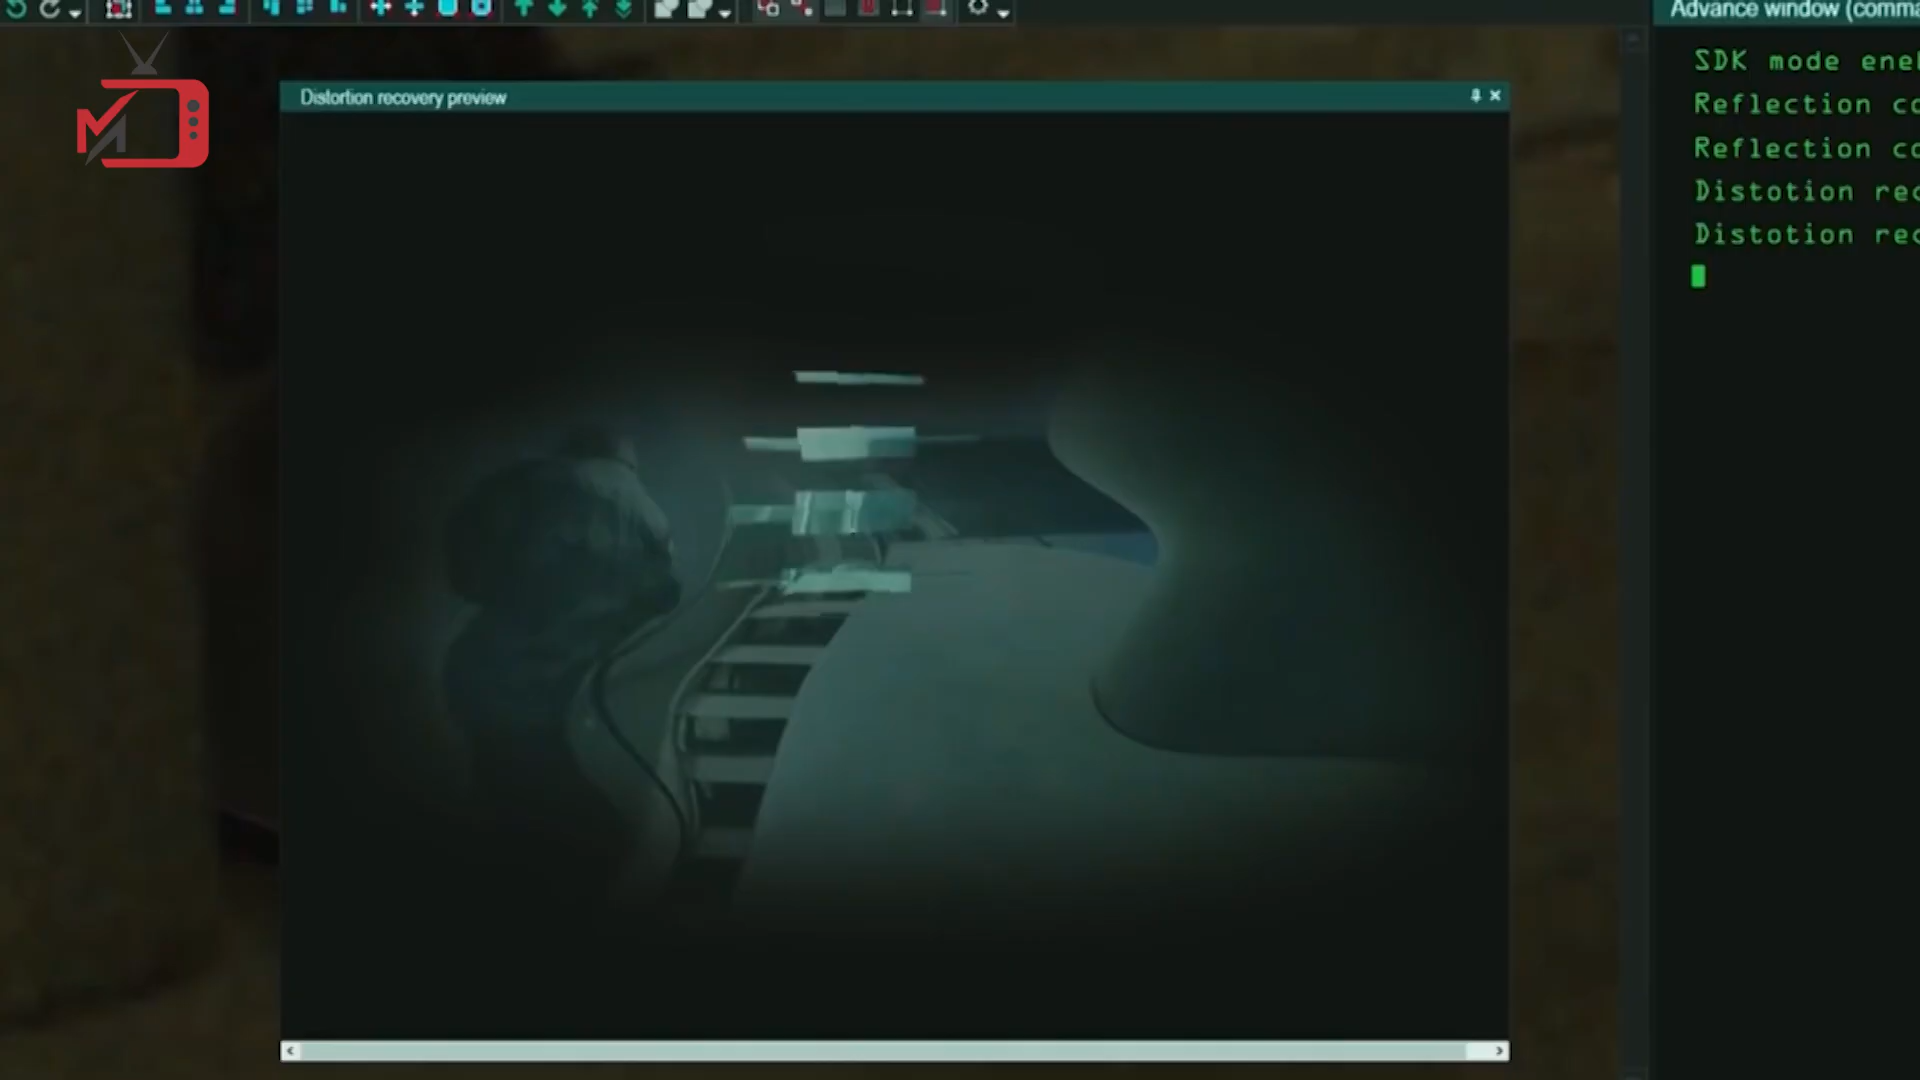 Advance window (comma
Distortion recovery preview
SDK mode ene
Reflection co
Reflection co
Distotion rec
Distotion rec